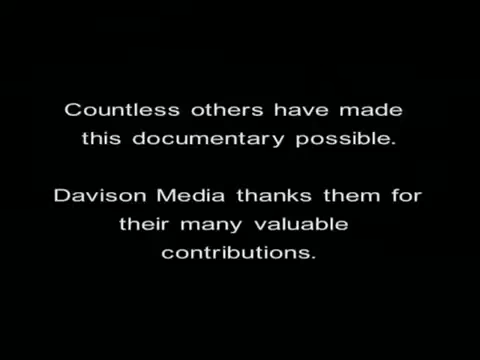 Countless others have made
this documentary possible.
Davison Media thanks them for
their many valuable
contributions.